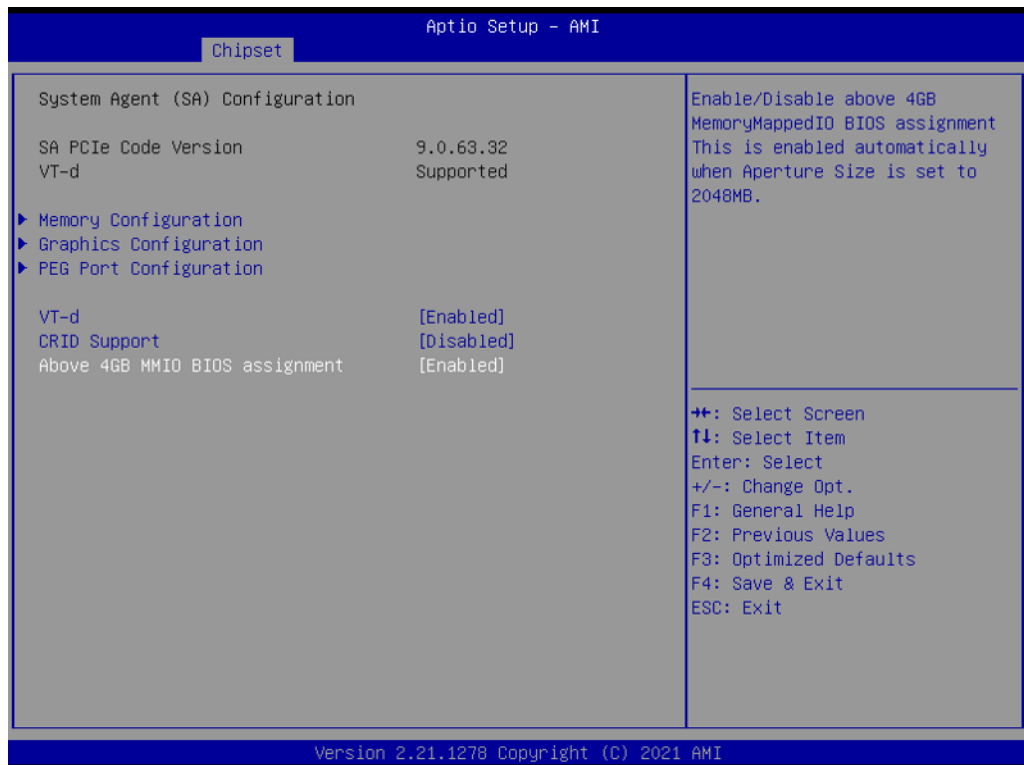 Aptio Setup – AMI
Chipset
System Agent (SA) Configuration
SA PCIe Code Version 9.0.63.32
VT-d Supported
Memory Configuration
Graphics Configuration
PEG Port Configuration
VT-d [Enabled]
CRID Support [Disabled]
Above 4GB MMIO BIOS assignment [Enabled]
Enable/Disable above 4GB
MemoryMappedIO BIOS assignment
This is enabled automatically
when Aperture Size is set to
2048MB.
→←: Select Screen
↑↓: Select Item
Enter: Select
+/-: Change Opt.
F1: General Help
F2: Previous Values
F3: Optimized Defaults
F4: Save & Exit
ESC: Exit
Version 2.21.1278 Copyright (C) 2021 AMI